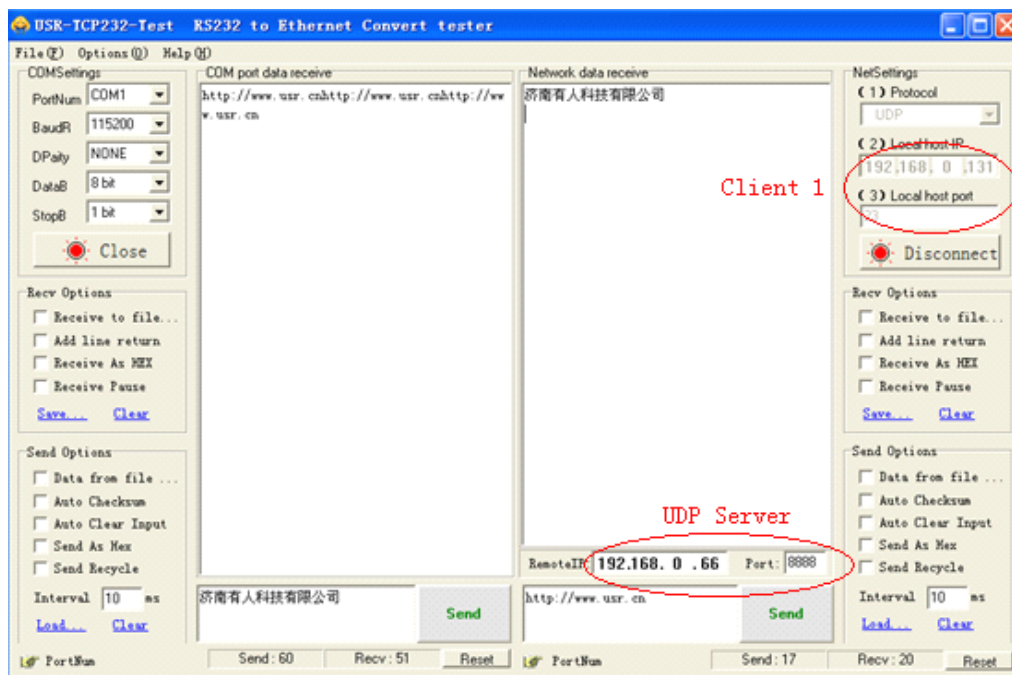 USR-TCP232-Test RS232 to Ethernet Convert tester
File(F) Options(O) Help(H)
COMSettings
PortNum COM1
BaudR 115200
DPaity NONE
DataB 8 bit
StopB 1 bit
Close
Recv Options
Receive to file...
Add line return
Receive As HEX
Receive Pause
Save... Clear
Send Options
Data from file ...
Auto Checksum
Auto Clear Input
Send As Hex
Send Recycle
Interval 10 ms
Load... Clear
COM port data receive
http://www.usr.cnhttp://www.usr.cnhttp://ww
w.usr.cn
济南有人科技有限公司
Send
Network data receive
济南有人科技有限公司
Client 1
UDP Server
RemoteIP: 192.168. 0 .66 Port: 8888
http://www.usr.cn
Send
NetSettings
(1) Protocol
UDP
(2) Local host IP
192.168. 0 .131
(3) Local host port
23
Disconnect
Recv Options
Receive to file...
Add line return
Receive As HEX
Receive Pause
Save... Clear
Send Options
Data from file ...
Auto Checksum
Auto Clear Input
Send As Hex
Send Recycle
Interval 10 ms
Load... Clear
PortNum Send:60 Recv:51 Reset
PortNum Send:17 Recv:20 Reset